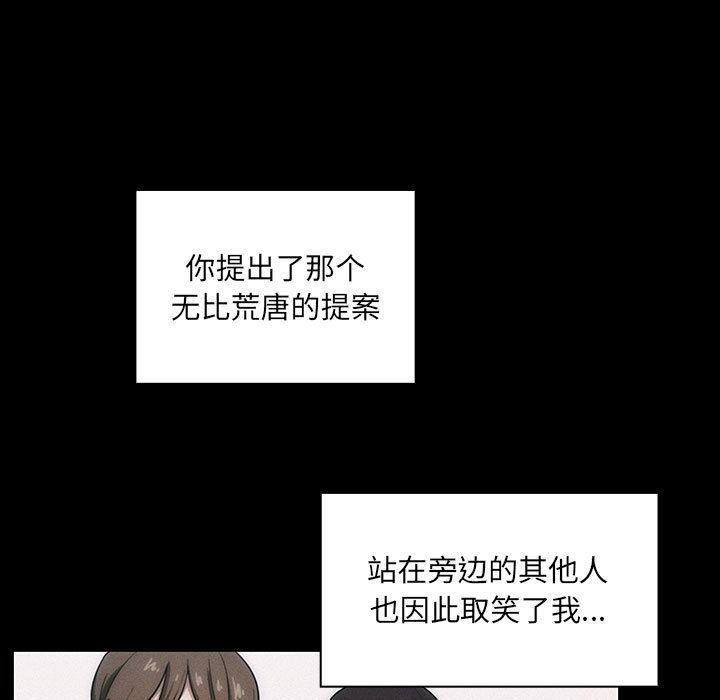 你提出了那个
无比荒唐的提案
站在旁边的其他人
也因此取笑了我...